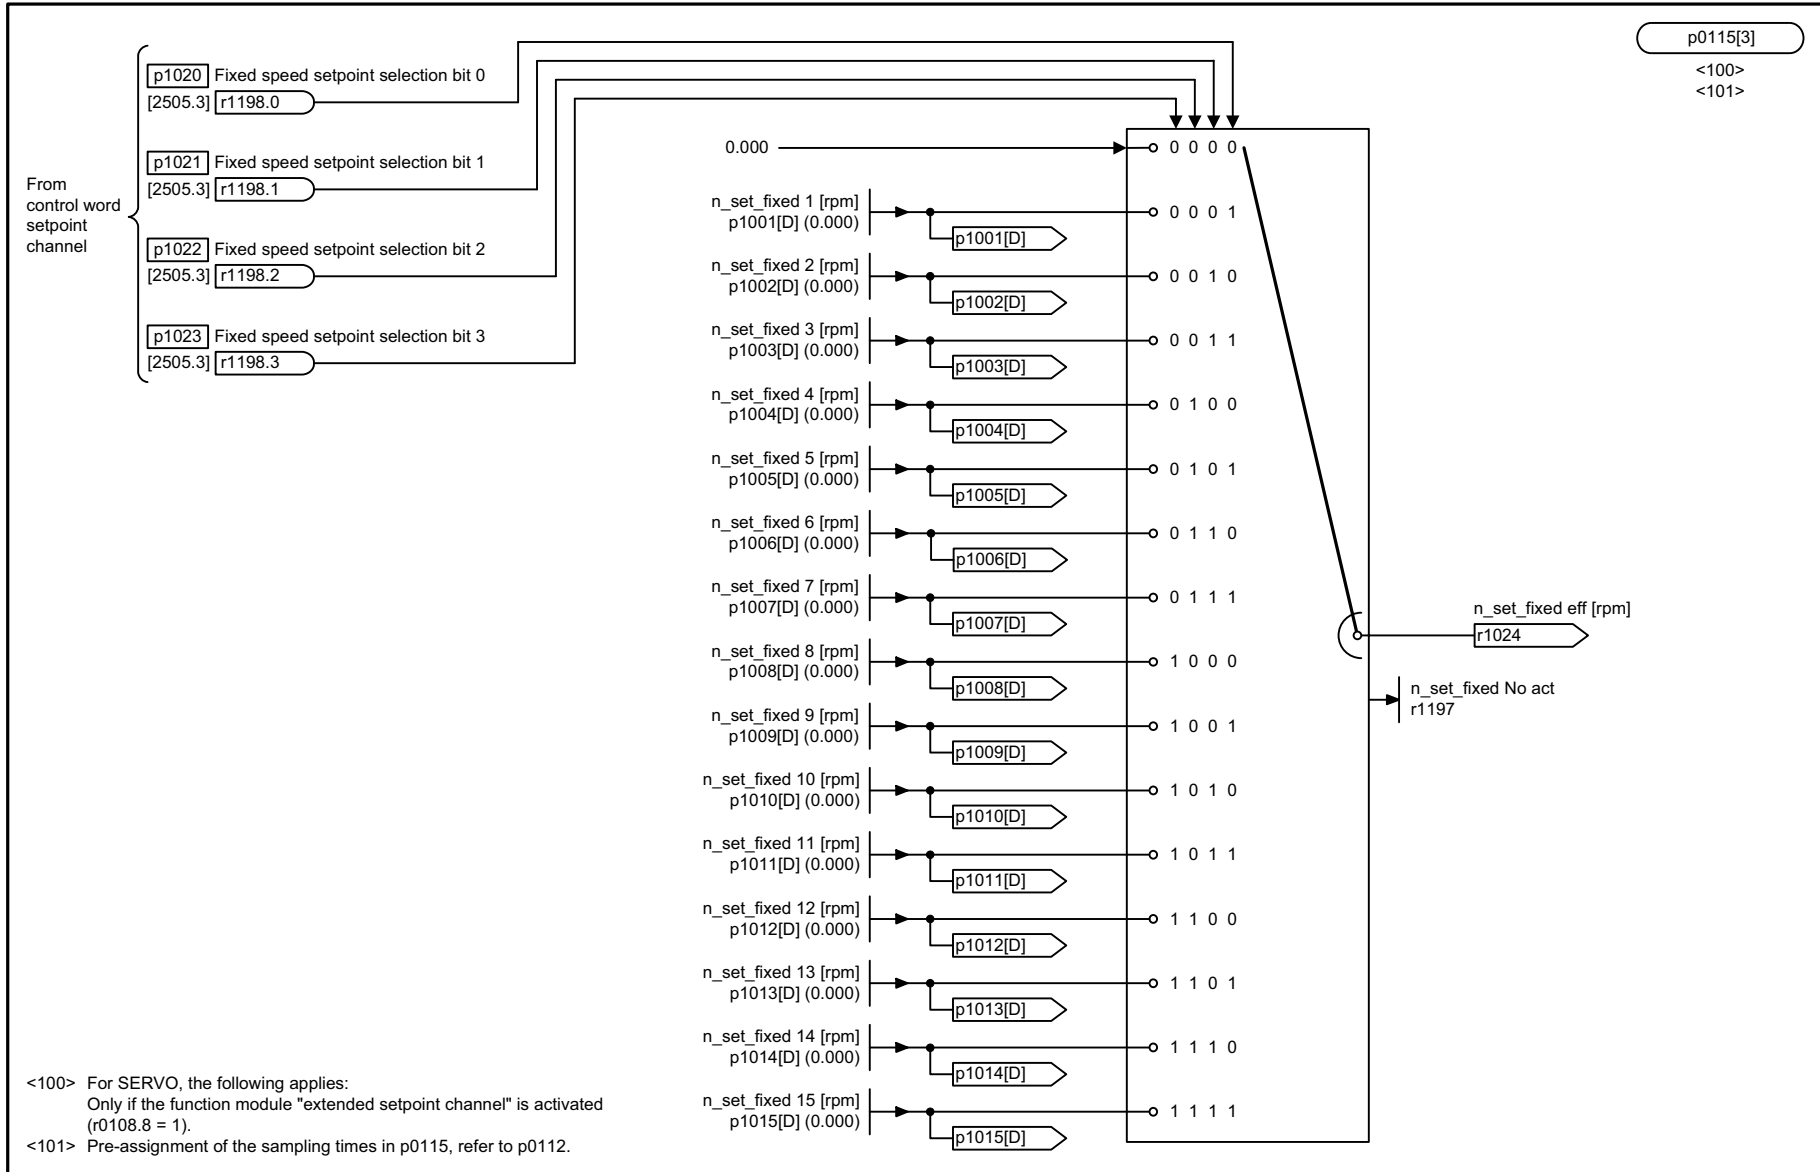 p0115[3]
<100>
<101>
From
control word
setpoint
channel
p1020 Fixed speed setpoint selection bit 0
[2505.3] r1198.0
p1021 Fixed speed setpoint selection bit 1
[2505.3] r1198.1
p1022 Fixed speed setpoint selection bit 2
[2505.3] r1198.2
p1023 Fixed speed setpoint selection bit 3
[2505.3] r1198.3
0.000 0 0 0 0
n_set_fixed 1 [rpm]
p1001[D] (0.000) 0 0 0 1
p1001[D]
n_set_fixed 2 [rpm]
p1002[D] (0.000) 0 0 1 0
p1002[D]
n_set_fixed 3 [rpm]
p1003[D] (0.000) 0 0 1 1
p1003[D]
n_set_fixed 4 [rpm]
p1004[D] (0.000) 0 1 0 0
p1004[D]
n_set_fixed 5 [rpm]
p1005[D] (0.000) 0 1 0 1
p1005[D]
n_set_fixed 6 [rpm]
p1006[D] (0.000) 0 1 1 0
p1006[D]
n_set_fixed 7 [rpm]
p1007[D] (0.000) 0 1 1 1
p1007[D]
n_set_fixed 8 [rpm]
p1008[D] (0.000) 1 0 0 0
p1008[D]
n_set_fixed 9 [rpm]
p1009[D] (0.000) 1 0 0 1
p1009[D]
n_set_fixed 10 [rpm]
p1010[D] (0.000) 1 0 1 0
p1010[D]
n_set_fixed 11 [rpm]
p1011[D] (0.000) 1 0 1 1
p1011[D]
n_set_fixed 12 [rpm]
p1012[D] (0.000) 1 1 0 0
p1012[D]
n_set_fixed 13 [rpm]
p1013[D] (0.000) 1 1 0 1
p1013[D]
n_set_fixed 14 [rpm]
p1014[D] (0.000) 1 1 1 0
p1014[D]
n_set_fixed 15 [rpm]
p1015[D] (0.000) 1 1 1 1
p1015[D]
n_set_fixed eff [rpm]
r1024
n_set_fixed No act
r1197
<100> For SERVO, the following applies:
Only if the function module "extended setpoint channel" is activated
(r0108.8 = 1).
<101> Pre-assignment of the sampling times in p0115, refer to p0112.